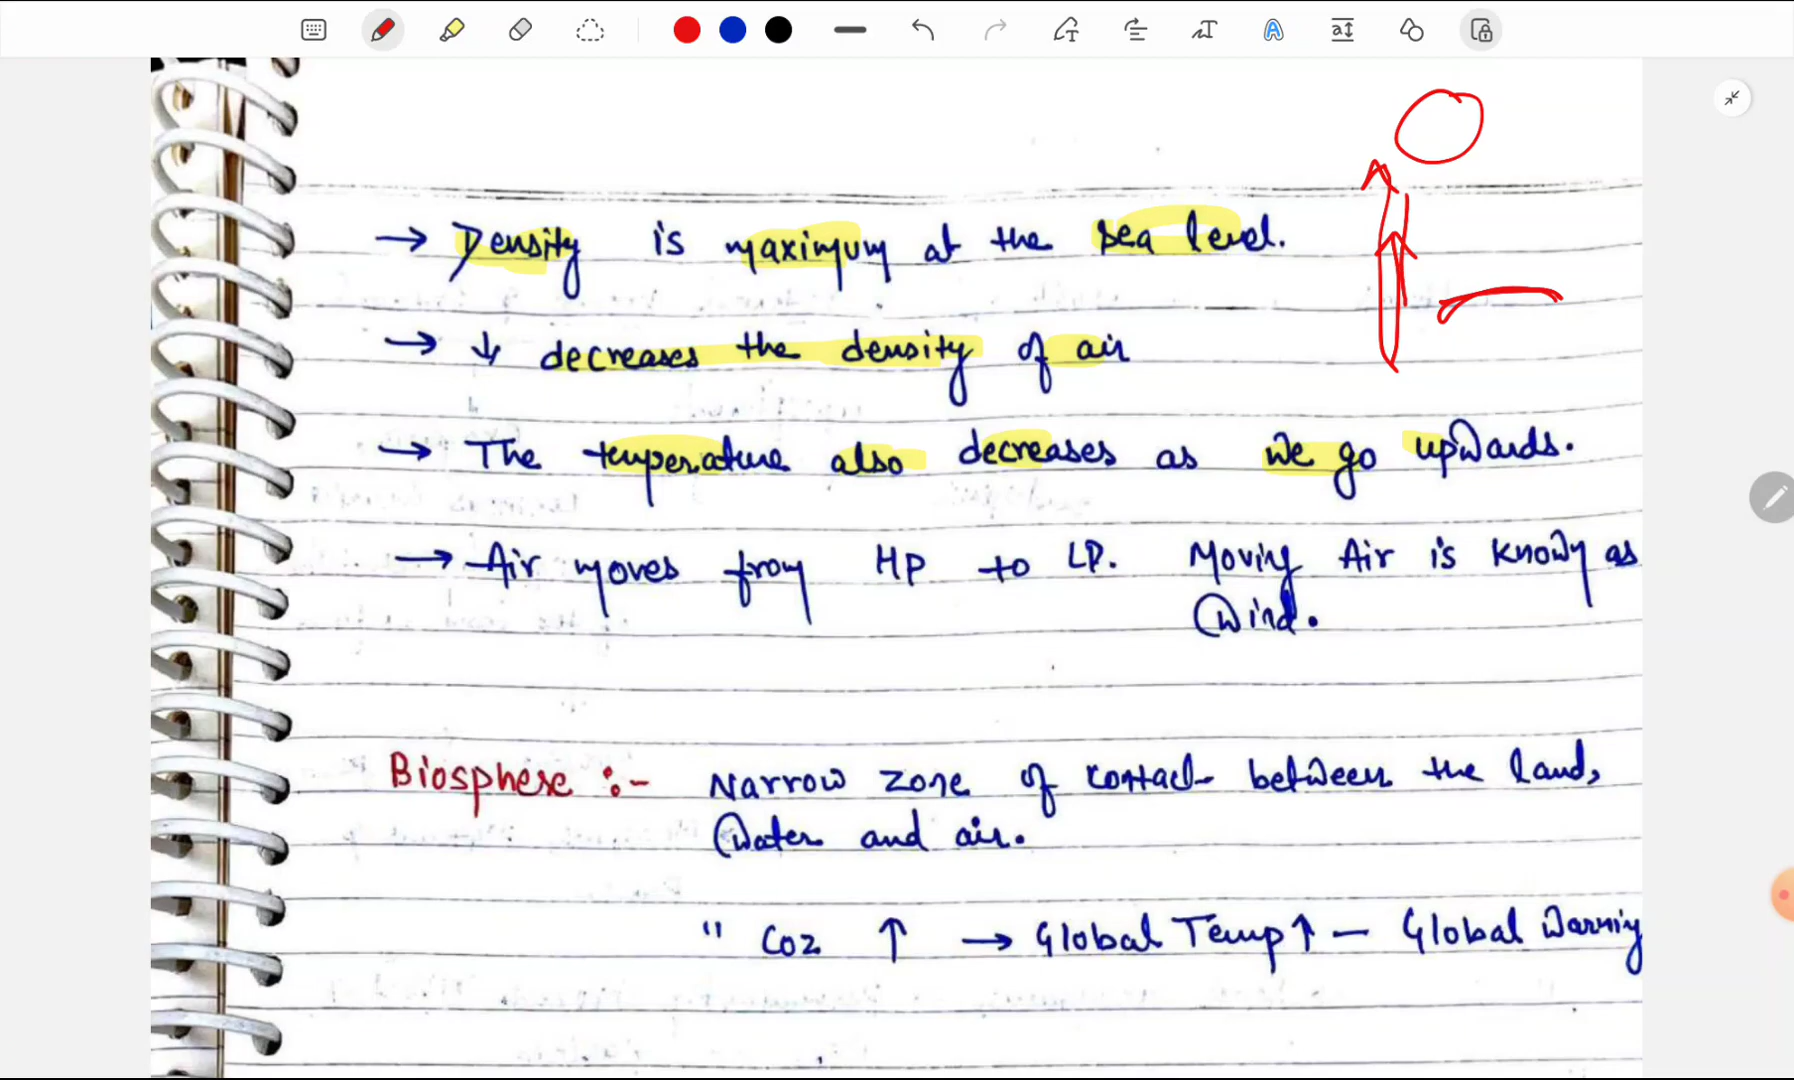 → Density is maximum at the sea level.
→ ↓ decreases the density of air
→ The temperature also decreases as we go upwards.
→ Air moves from HP to LP. Moving Air is known as
Wind.
Biosphere :- Narrow zone of contact between the land,
Water and air.
" Co2 ↑ → Global Temp↑ - Global Warming